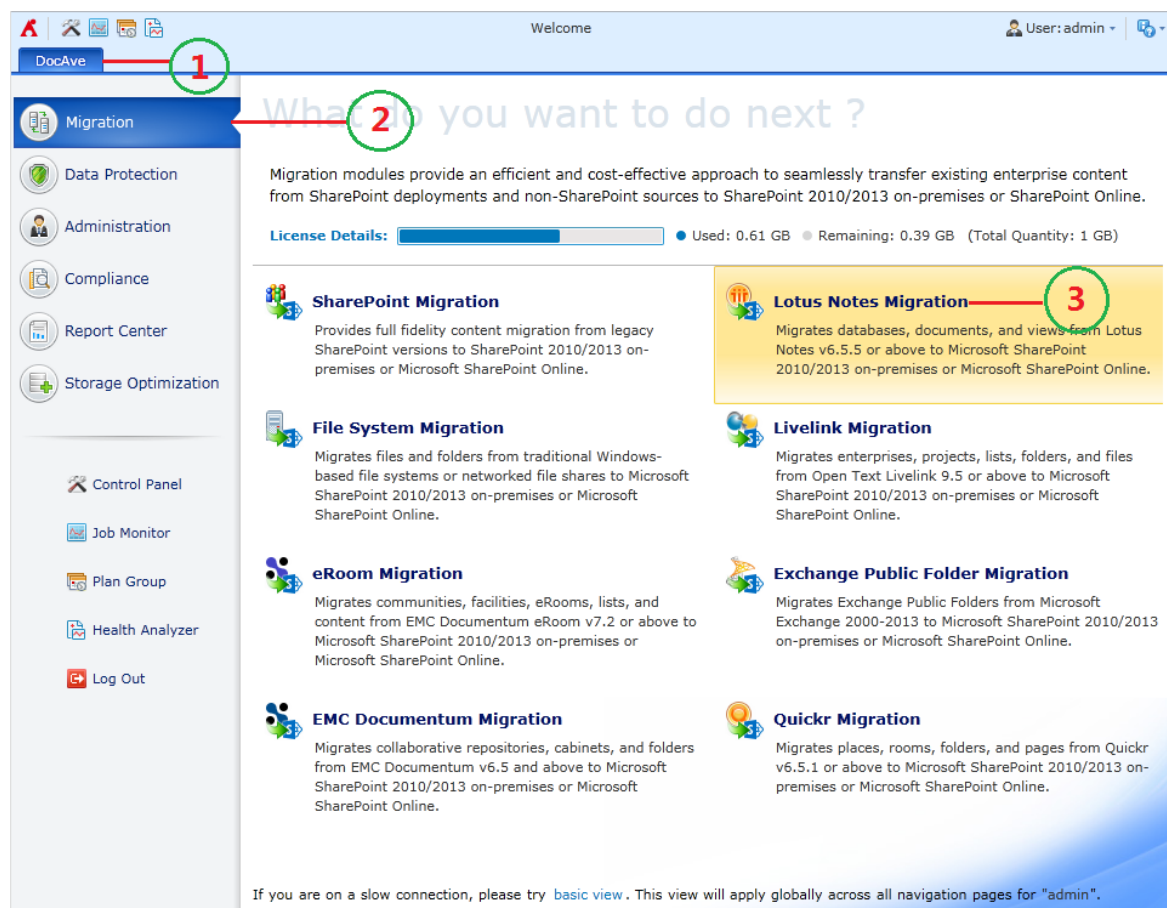 Welcome
User: admin
DocAve
1
Migration
Data Protection
Administration
Compliance
Report Center
Storage Optimization
Control Panel
Job Monitor
Plan Group
Health Analyzer
Log Out
What do you want to do next ?
2
Migration modules provide an efficient and cost-effective approach to seamlessly transfer existing enterprise content
from SharePoint deployments and non-SharePoint sources to SharePoint 2010/2013 on-premises or SharePoint Online.
License Details: Used: 0.61 GB Remaining: 0.39 GB (Total Quantity: 1 GB)
SharePoint Migration
Provides full fidelity content migration from legacy
SharePoint versions to SharePoint 2010/2013 on-
premises or Microsoft SharePoint Online.
Lotus Notes Migration
3
Migrates databases, documents, and views from Lotus
Notes v6.5.5 or above to Microsoft SharePoint
2010/2013 on-premises or Microsoft SharePoint Online.
File System Migration
Migrates files and folders from traditional Windows-
based file systems or networked file shares to Microsoft
SharePoint 2010/2013 on-premises or Microsoft
SharePoint Online.
Livelink Migration
Migrates enterprises, projects, lists, folders, and files
from Open Text Livelink 9.5 or above to Microsoft
SharePoint 2010/2013 on-premises or Microsoft
SharePoint Online.
eRoom Migration
Migrates communities, facilities, eRooms, lists, and
content from EMC Documentum eRoom v7.2 or above to
Microsoft SharePoint 2010/2013 on-premises or
Microsoft SharePoint Online.
Exchange Public Folder Migration
Migrates Exchange Public Folders from Microsoft
Exchange 2000-2013 to Microsoft SharePoint 2010/2013
on-premises or Microsoft SharePoint Online.
EMC Documentum Migration
Migrates collaborative repositories, cabinets, and folders
from EMC Documentum v6.5 and above to Microsoft
SharePoint 2010/2013 on-premises or Microsoft
SharePoint Online.
Quickr Migration
Migrates places, rooms, folders, and pages from Quickr
v6.5.1 or above to Microsoft SharePoint 2010/2013 on-
premises or Microsoft SharePoint Online.
If you are on a slow connection, please try basic view. This view will apply globally across all navigation pages for "admin".